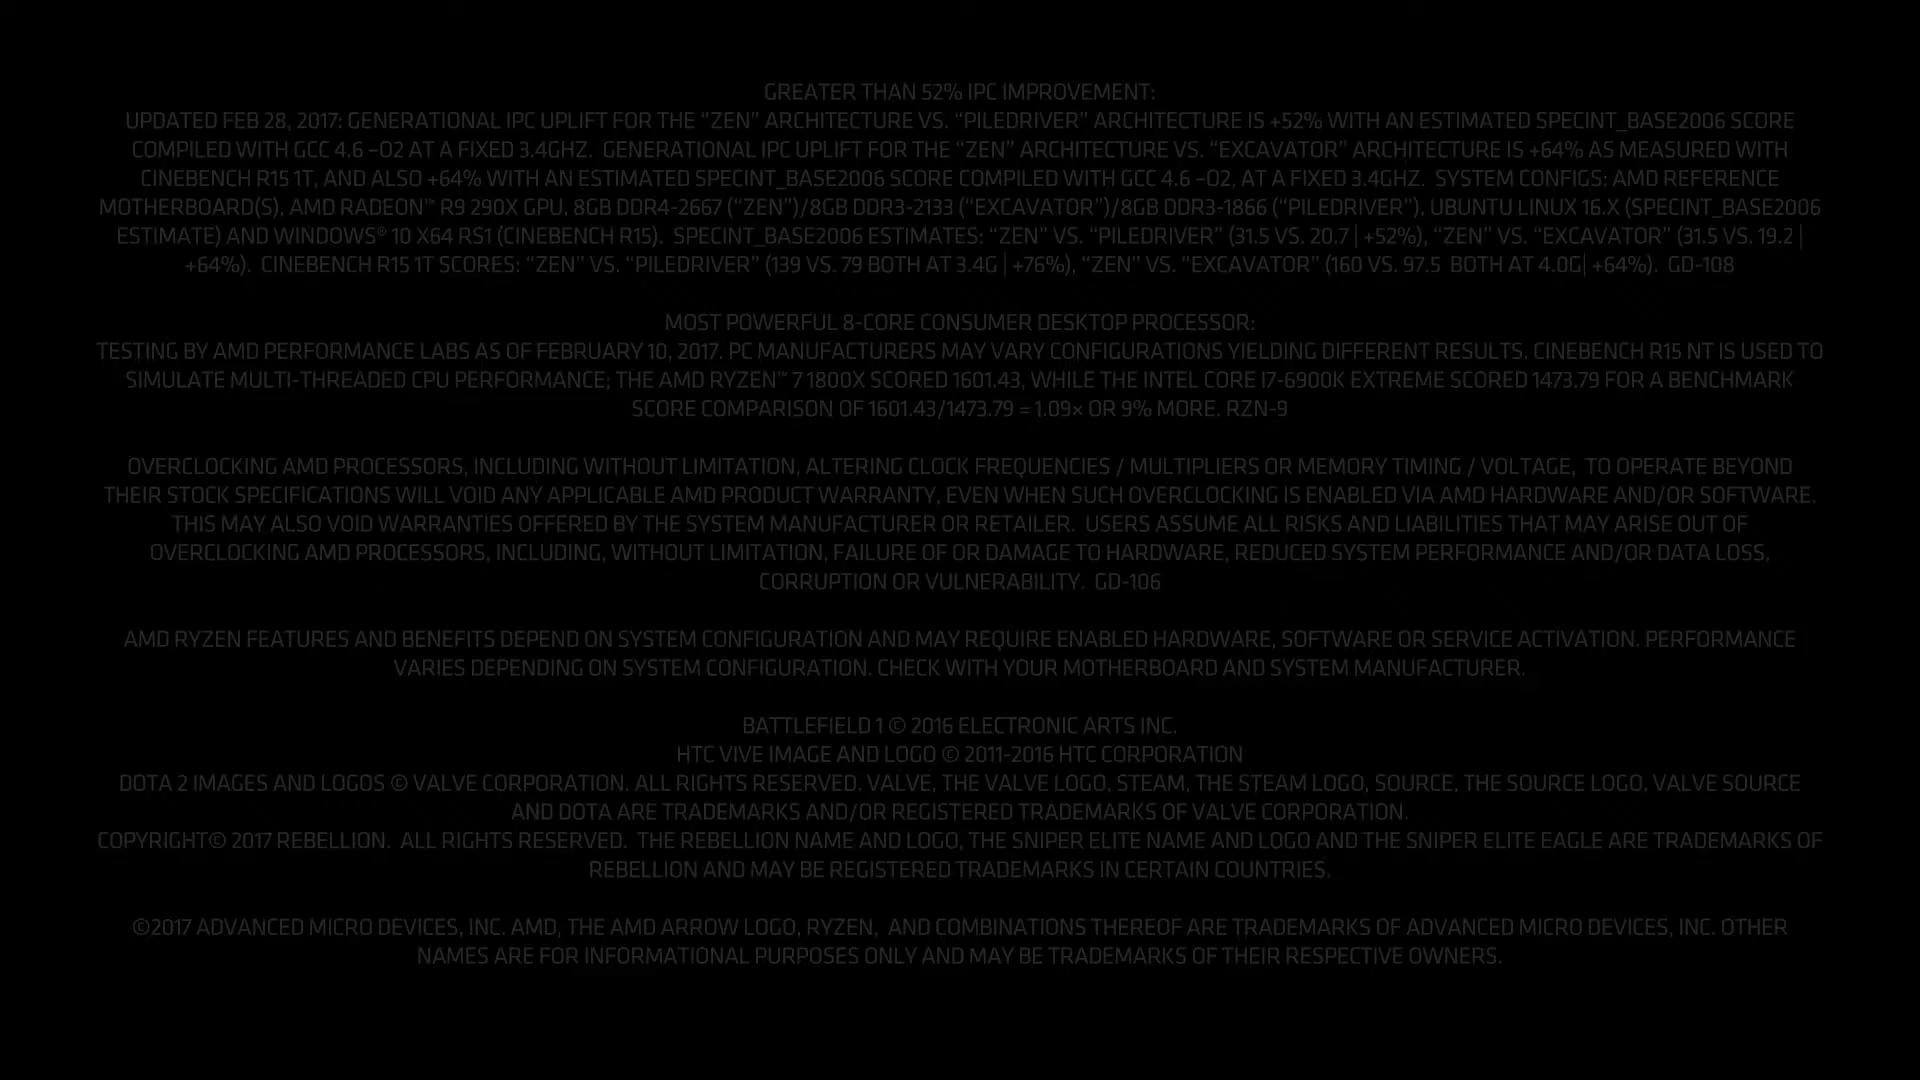 GREATER THAN 52% IPC IMPROVEMENT:
UPDATED FEB 28, 2017: GENERATIONAL IPC UPLIFT FOR THE “ZEN” ARCHITECTURE VS. “PILEDRIVER” ARCHITECTURE IS +52% WITH AN ESTIMATED SPECINT_BASE2006 SCORE
COMPILED WITH GCC 4.6 –O2 AT A FIXED 3.4GHZ.  GENERATIONAL IPC UPLIFT FOR THE “ZEN” ARCHITECTURE VS. “EXCAVATOR” ARCHITECTURE IS +64% AS MEASURED WITH
CINEBENCH R15 1T, AND ALSO +64% WITH AN ESTIMATED SPECINT_BASE2006 SCORE COMPILED WITH GCC 4.6 –O2, AT A FIXED 3.4GHZ.  SYSTEM CONFIGS: AMD REFERENCE
MOTHERBOARD(S), AMD RADEON™ R9 290X GPU, 8GB DDR4-2667 (“ZEN”)/8GB DDR3-2133 (“EXCAVATOR”)/8GB DDR3-1866 (“PILEDRIVER”), UBUNTU LINUX 16.X (SPECINT_BASE2006
ESTIMATE) AND WINDOWS® 10 X64 RS1 (CINEBENCH R15).  SPECINT_BASE2006 ESTIMATES: “ZEN” VS. “PILEDRIVER” (31.5 VS. 20.7 | +52%), “ZEN” VS. “EXCAVATOR” (31.5 VS. 19.2 |
+64%).  CINEBENCH R15 1T SCORES: “ZEN” VS. “PILEDRIVER” (139 VS. 79 BOTH AT 3.4G | +76%), “ZEN” VS. “EXCAVATOR” (160 VS. 97.5  BOTH AT 4.0G| +64%).  GD-108
MOST POWERFUL 8-CORE CONSUMER DESKTOP PROCESSOR:
TESTING BY AMD PERFORMANCE LABS AS OF FEBRUARY 10, 2017. PC MANUFACTURERS MAY VARY CONFIGURATIONS YIELDING DIFFERENT RESULTS. CINEBENCH R15 NT IS USED TO
SIMULATE MULTI-THREADED CPU PERFORMANCE; THE AMD RYZEN™ 7 1800X SCORED 1601.43, WHILE THE INTEL CORE I7-6900K EXTREME SCORED 1473.79 FOR A BENCHMARK
SCORE COMPARISON OF 1601.43/1473.79 = 1.09× OR 9% MORE. RZN-9
OVERCLOCKING AMD PROCESSORS, INCLUDING WITHOUT LIMITATION, ALTERING CLOCK FREQUENCIES / MULTIPLIERS OR MEMORY TIMING / VOLTAGE,  TO OPERATE BEYOND
THEIR STOCK SPECIFICATIONS WILL VOID ANY APPLICABLE AMD PRODUCT WARRANTY, EVEN WHEN SUCH OVERCLOCKING IS ENABLED VIA AMD HARDWARE AND/OR SOFTWARE.
THIS MAY ALSO VOID WARRANTIES OFFERED BY THE SYSTEM MANUFACTURER OR RETAILER.  USERS ASSUME ALL RISKS AND LIABILITIES THAT MAY ARISE OUT OF
OVERCLOCKING AMD PROCESSORS, INCLUDING, WITHOUT LIMITATION, FAILURE OF OR DAMAGE TO HARDWARE, REDUCED SYSTEM PERFORMANCE AND/OR DATA LOSS,
CORRUPTION OR VULNERABILITY.  GD-106
AMD RYZEN FEATURES AND BENEFITS DEPEND ON SYSTEM CONFIGURATION AND MAY REQUIRE ENABLED HARDWARE, SOFTWARE OR SERVICE ACTIVATION. PERFORMANCE
VARIES DEPENDING ON SYSTEM CONFIGURATION. CHECK WITH YOUR MOTHERBOARD AND SYSTEM MANUFACTURER.
BATTLEFIELD 1 © 2016 ELECTRONIC ARTS INC.
HTC VIVE IMAGE AND LOGO © 2011-2016 HTC CORPORATION
DOTA 2 IMAGES AND LOGOS © VALVE CORPORATION. ALL RIGHTS RESERVED. VALVE, THE VALVE LOGO, STEAM, THE STEAM LOGO, SOURCE, THE SOURCE LOGO, VALVE SOURCE
AND DOTA ARE TRADEMARKS AND/OR REGISTERED TRADEMARKS OF VALVE CORPORATION.
COPYRIGHT© 2017 REBELLION.  ALL RIGHTS RESERVED.  THE REBELLION NAME AND LOGO, THE SNIPER ELITE NAME AND LOGO AND THE SNIPER ELITE EAGLE ARE TRADEMARKS OF
REBELLION AND MAY BE REGISTERED TRADEMARKS IN CERTAIN COUNTRIES.
©2017 ADVANCED MICRO DEVICES, INC. AMD, THE AMD ARROW LOGO, RYZEN,  AND COMBINATIONS THEREOF ARE TRADEMARKS OF ADVANCED MICRO DEVICES, INC. OTHER
NAMES ARE FOR INFORMATIONAL PURPOSES ONLY AND MAY BE TRADEMARKS OF THEIR RESPECTIVE OWNERS.